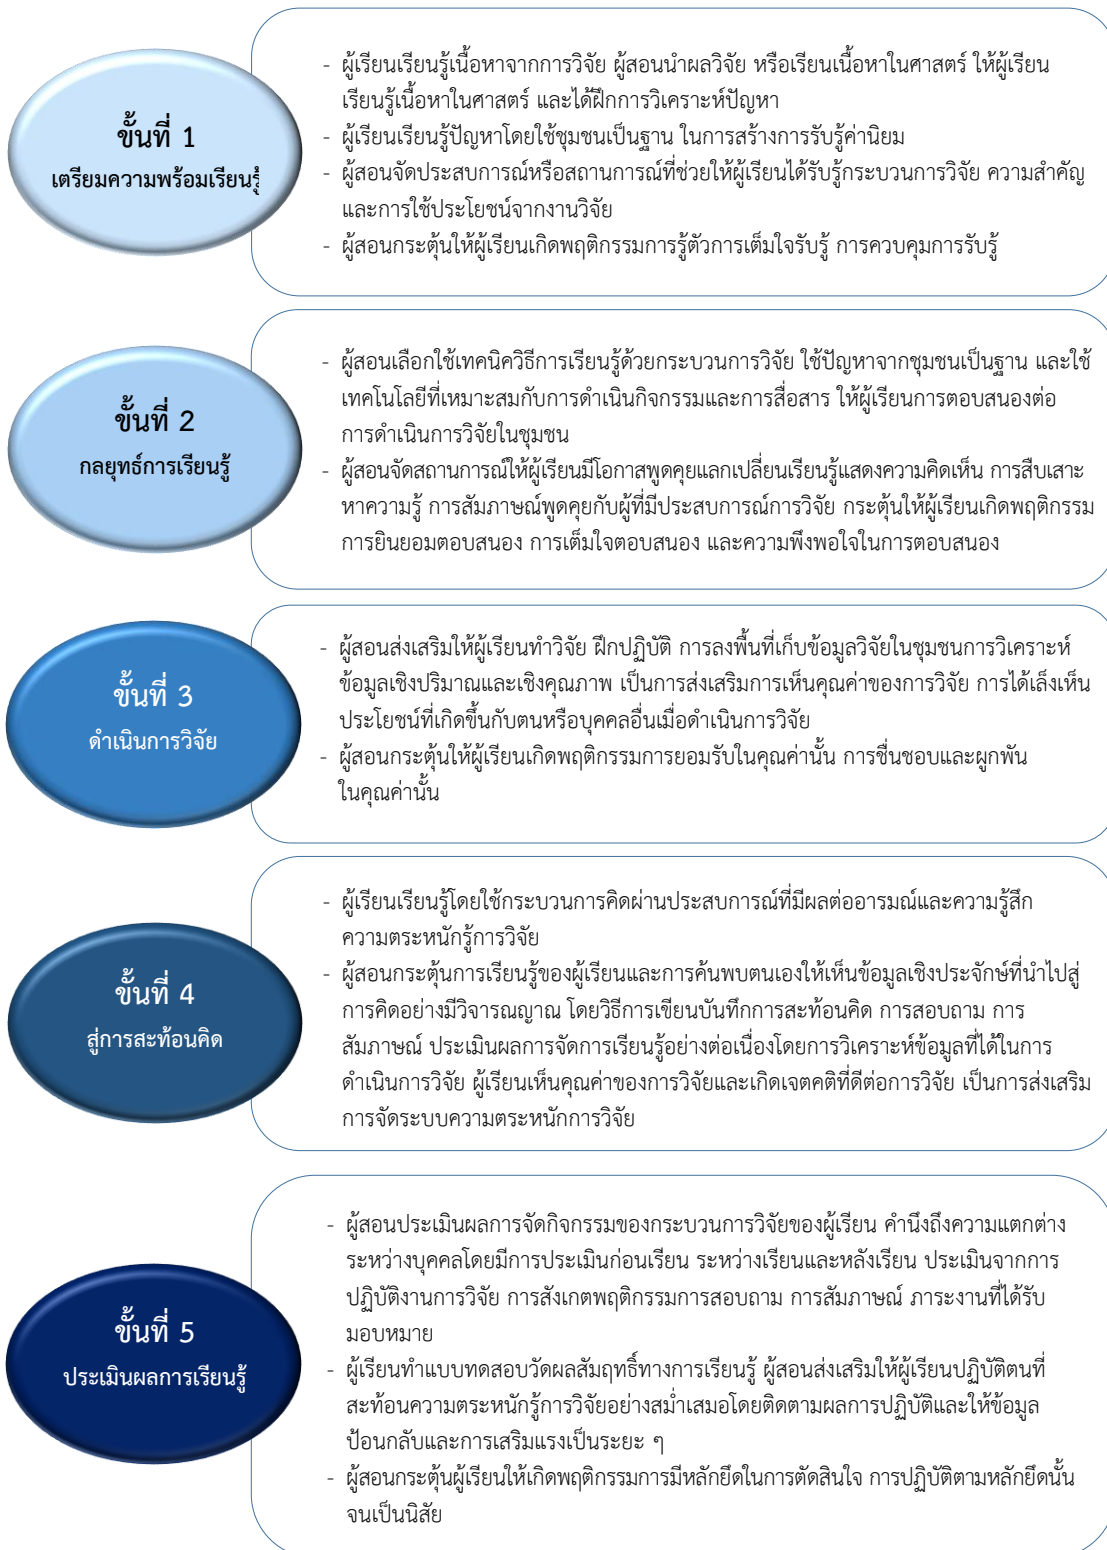 ขั้นที่ 1
เตรียมความพร้อมเรียนรู้
- ผู้เรียนเรียนรู้เนื้อหาจากการวิจัย ผู้สอนนำผลวิจัย หรือเรียนเนื้อหาในศาสตร์ ให้ผู้เรียน
เรียนรู้เนื้อหาในศาสตร์ และได้ฝึกการวิเคราะห์ปัญหา
- ผู้เรียนเรียนรู้ปัญหาโดยใช้ชุมชนเป็นฐาน ในการสร้างการรับรู้ค่านิยม
- ผู้สอนจัดประสบการณ์หรือสถานการณ์ที่ช่วยให้ผู้เรียนได้รับรู้กระบวนการวิจัย ความสำคัญ
และการใช้ประโยชน์จากงานวิจัย
- ผู้สอนกระตุ้นให้ผู้เรียนเกิดพฤติกรรมการรู้ตัวการเต็มใจรับรู้ การควบคุมการรับรู้
ขั้นที่ 2
กลยุทธ์การเรียนรู้
- ผู้สอนเลือกใช้เทคนิควิธีการเรียนรู้ด้วยกระบวนการวิจัย ใช้ปัญหาจากชุมชนเป็นฐาน และใช้
เทคโนโลยีที่เหมาะสมกับการดำเนินกิจกรรมและการสื่อสาร ให้ผู้เรียนการตอบสนองต่อ
การดำเนินการวิจัยในชุมชน
- ผู้สอนจัดสถานการณ์ให้ผู้เรียนมีโอกาสพูดคุยแลกเปลี่ยนเรียนรู้แสดงความคิดเห็น การสืบเสาะ
หาความรู้ การสัมภาษณ์พูดคุยกับผู้ที่มีประสบการณ์การวิจัย กระตุ้นให้ผู้เรียนเกิดพฤติกรรม
การยินยอมตอบสนอง การเต็มใจตอบสนอง และความพึงพอใจในการตอบสนอง
ขั้นที่ 3
ดำเนินการวิจัย
- ผู้สอนส่งเสริมให้ผู้เรียนทำวิจัย ฝึกปฏิบัติ การลงพื้นที่เก็บข้อมูลวิจัยในชุมชนการวิเคราะห์
ข้อมูลเชิงปริมาณและเชิงคุณภาพ เป็นการส่งเสริมการเห็นคุณค่าของการวิจัย การได้เล็งเห็น
ประโยชน์ที่เกิดขึ้นกับตนหรือบุคคลอื่นเมื่อดำเนินการวิจัย
- ผู้สอนกระตุ้นให้ผู้เรียนเกิดพฤติกรรมการยอมรับในคุณค่านั้น การชื่นชอบและผูกพัน
ในคุณค่านั้น
ขั้นที่ 4
สู่การสะท้อนคิด
- ผู้เรียนเรียนรู้โดยใช้กระบวนการคิดผ่านประสบการณ์ที่มีผลต่ออารมณ์และความรู้สึก
ความตระหนักรู้การวิจัย
- ผู้สอนกระตุ้นการเรียนรู้ของผู้เรียนและการค้นพบตนเองให้เห็นข้อมูลเชิงประจักษ์ที่นำไปสู่
การคิดอย่างมีวิจารณญาณ โดยวิธีการเขียนบันทึกการสะท้อนคิด การสอบถาม การ
สัมภาษณ์ ประเมินผลการจัดการเรียนรู้อย่างต่อเนื่องโดยการวิเคราะห์ข้อมูลที่ได้ในการ
ดำเนินการวิจัย ผู้เรียนเห็นคุณค่าของการวิจัยและเกิดเจตคติที่ดีต่อการวิจัย เป็นการส่งเสริม
การจัดระบบความตระหนักการวิจัย
ขั้นที่ 5
ประเมินผลการเรียนรู้
- ผู้สอนประเมินผลการจัดกิจกรรมของกระบวนการวิจัยของผู้เรียน คำนึงถึงความแตกต่าง
ระหว่างบุคคลโดยมีการประเมินก่อนเรียน ระหว่างเรียนและหลังเรียน ประเมินจากการ
ปฏิบัติงานการวิจัย การสังเกตพฤติกรรมการสอบถาม การสัมภาษณ์ ภาระงานที่ได้รับ
มอบหมาย
- ผู้เรียนทำแบบทดสอบวัดผลสัมฤทธิ์ทางการเรียนรู้ ผู้สอนส่งเสริมให้ผู้เรียนปฏิบัติตนที่
สะท้อนความตระหนักรู้การวิจัยอย่างสม่ำเสมอโดยติดตามผลการปฏิบัติและให้ข้อมูล
ป้อนกลับและการเสริมแรงเป็นระยะ ๆ
- ผู้สอนกระตุ้นผู้เรียนให้เกิดพฤติกรรมการมีหลักยึดในการตัดสินใจ การปฏิบัติตามหลักยึดนั้น
จนเป็นนิสัย